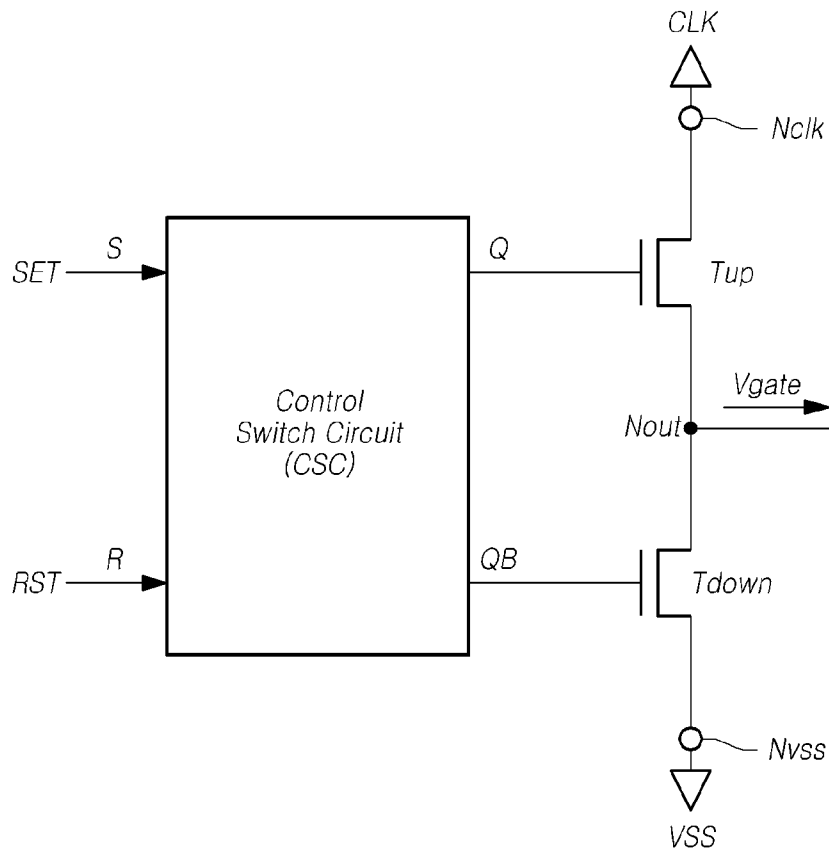 CLK
Nclk
SET
S
Q
Tup
Control
Switch Circuit
(CSC)
Vgate
Nout
RST
R
QB
Tdown
Nvss
VSS